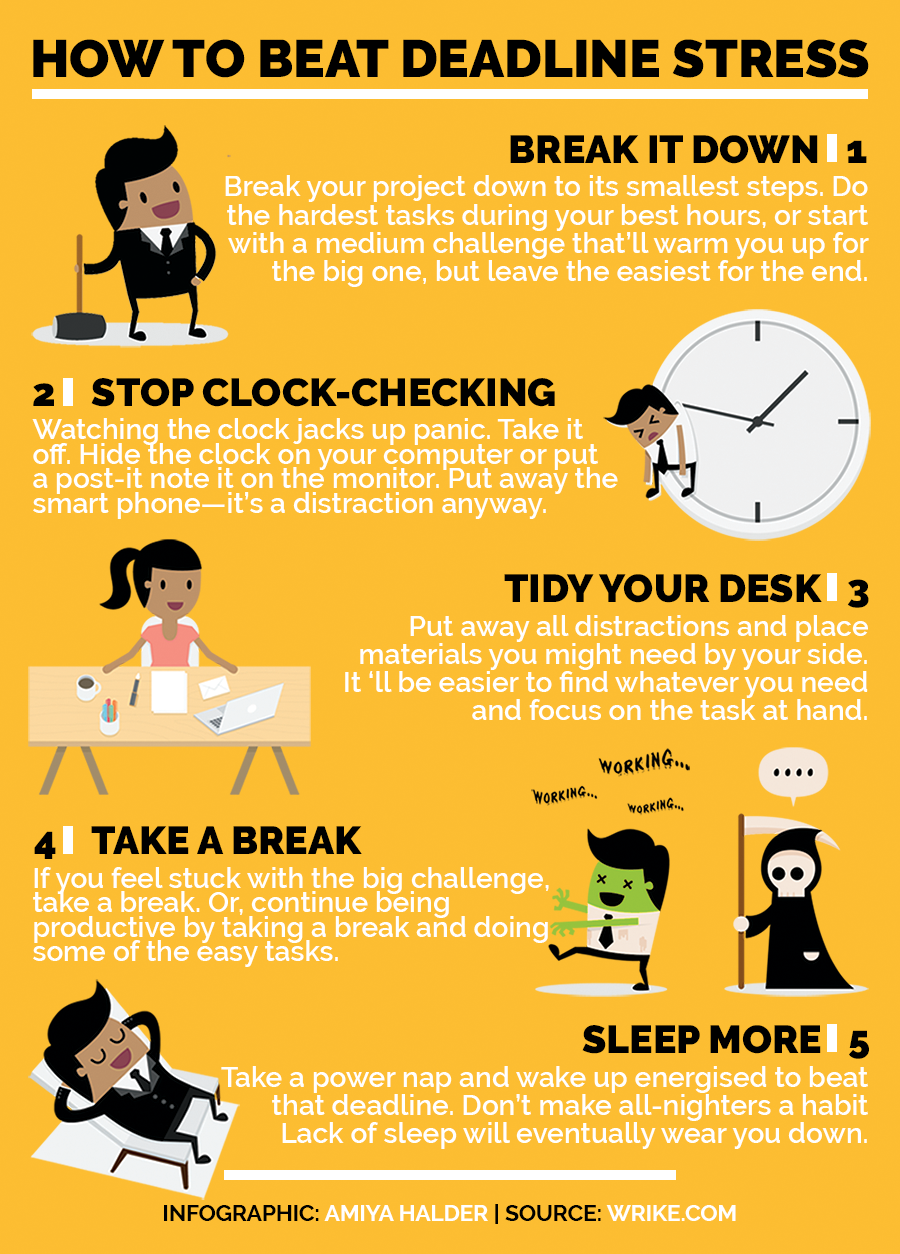 HOW TO BEAT DEADLINE STRESS
BREAK IT DOWN 1
Break your project down to its smallest steps. Do
the hardest tasks during your best hours, or start
with a medium challenge that'll warm you up for
the big one, but leave the easiest for the end.
2 STOP CLOCK-CHECKING
Watching the clock jacks up panic. Take it
off. Hide the clock on your computer or put
a post-it note it on the monitor. Put away the
smart phone—it's a distraction anyway.
TIDY YOUR DESK 3
Put away all distractions and place
materials you might need by your side.
It ‘ll be easier to find whatever you need
and focus on the task at hand.
WORKING...
WORKING...
WORKING...
....
4 TAKE A BREAK
If you feel stuck with the big challenge,
take a break. Or, continue being
productive by taking a break and doing
some of the easy tasks.
SLEEP MORE 5
Take a power nap and wake up energised to beat
that deadline. Don't make all-nighters a habit
Lack of sleep will eventually wear you down.
INFOGRAPHIC: AMIYA HALDER | SOURCE: WRIKE.COM